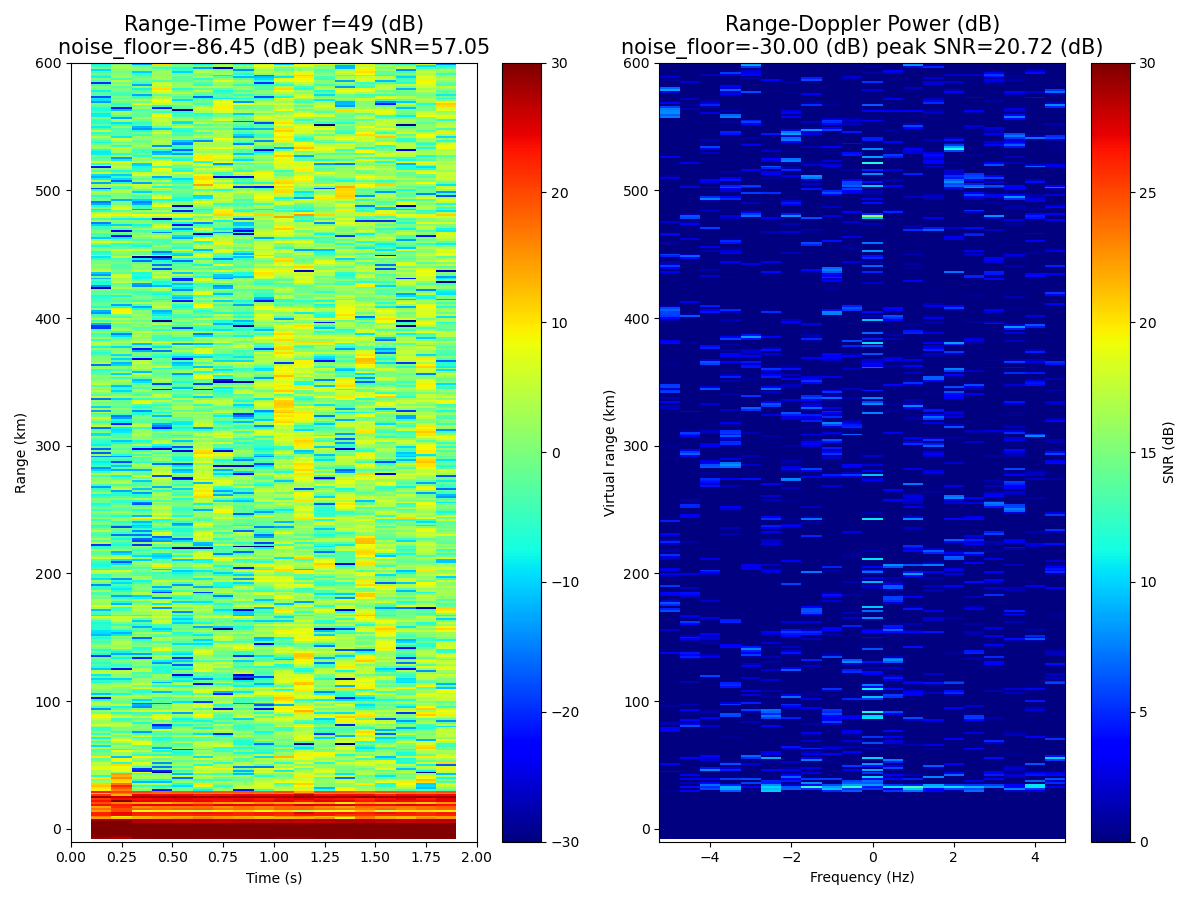 Range-Time Power f=49 (dB)
noise_floor=-86.45 (dB) peak SNR=57.05
600
500
400
300
200
100
0
Range (km)
0.00 0.25 0.50 0.75 1.00 1.25 1.50 1.75 2.00
Time (s)
30
20
10
0
−10
−20
−30
Range-Doppler Power (dB)
noise_floor=-30.00 (dB) peak SNR=20.72 (dB)
600
500
400
300
200
100
0
Virtual range (km)
−4 −2 0 2 4
Frequency (Hz)
30
25
20
15
10
5
0
SNR (dB)